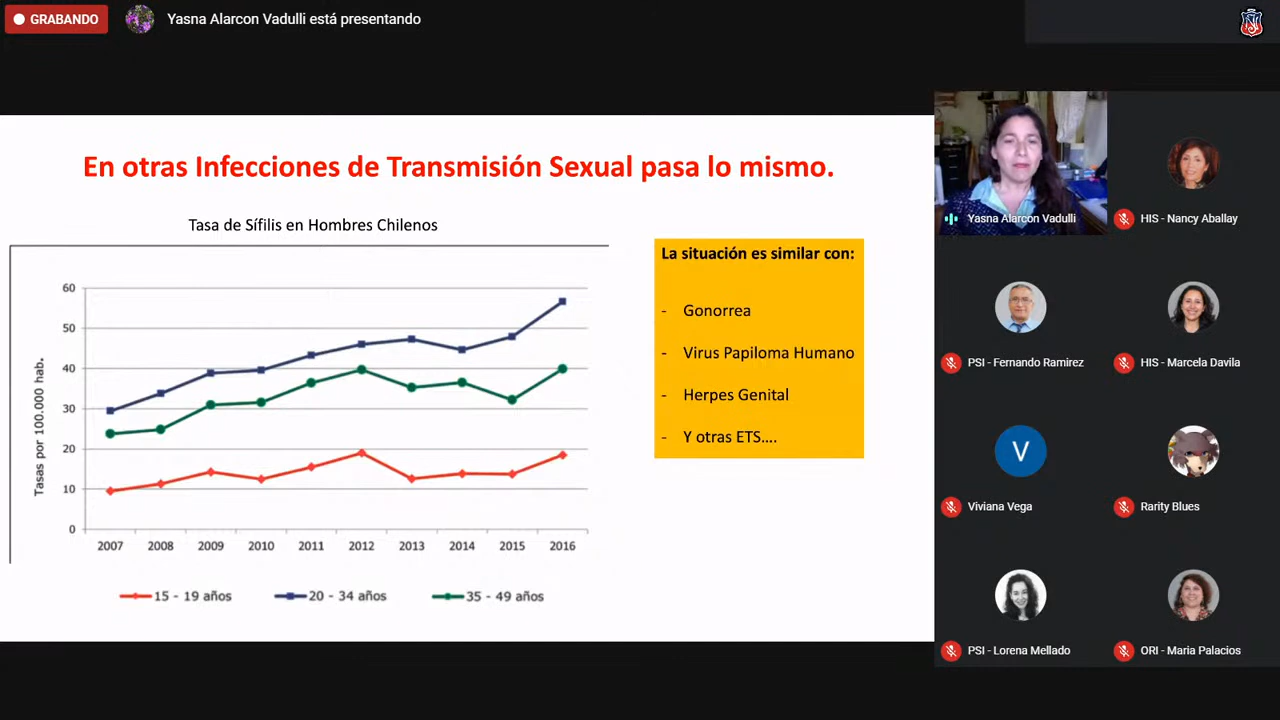 GRABANDO
Yasna Alarcon Vadulli está presentando
En otras Infecciones de Transmisión Sexual pasa lo mismo.
Tasa de Sífilis en Hombres Chilenos
Tasas por 100.000 hab.
60
50
40
30
20
10
0
2007 2008 2009 2010 2011 2012 2013 2014 2015 2016
15 - 19 años 20 - 34 años 35 - 49 años
La situación es similar con:
- Gonorrea
- Virus Papiloma Humano
- Herpes Genital
- Y otras ETS....
Yasna Alarcon Vadulli
HIS - Nancy Aballay
PSI - Fernando Ramirez
HIS - Marcela Davila
V
Viviana Vega
Rarity Blues
PSI - Lorena Mellado
ORI - Maria Palacios